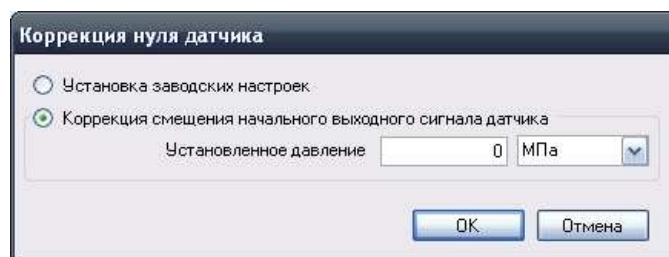 Коррекция нуля датчика
Установка заводских настроек
Коррекция смещения начального выходного сигнала датчика
Установленное давление 0 МПа
OK Отмена